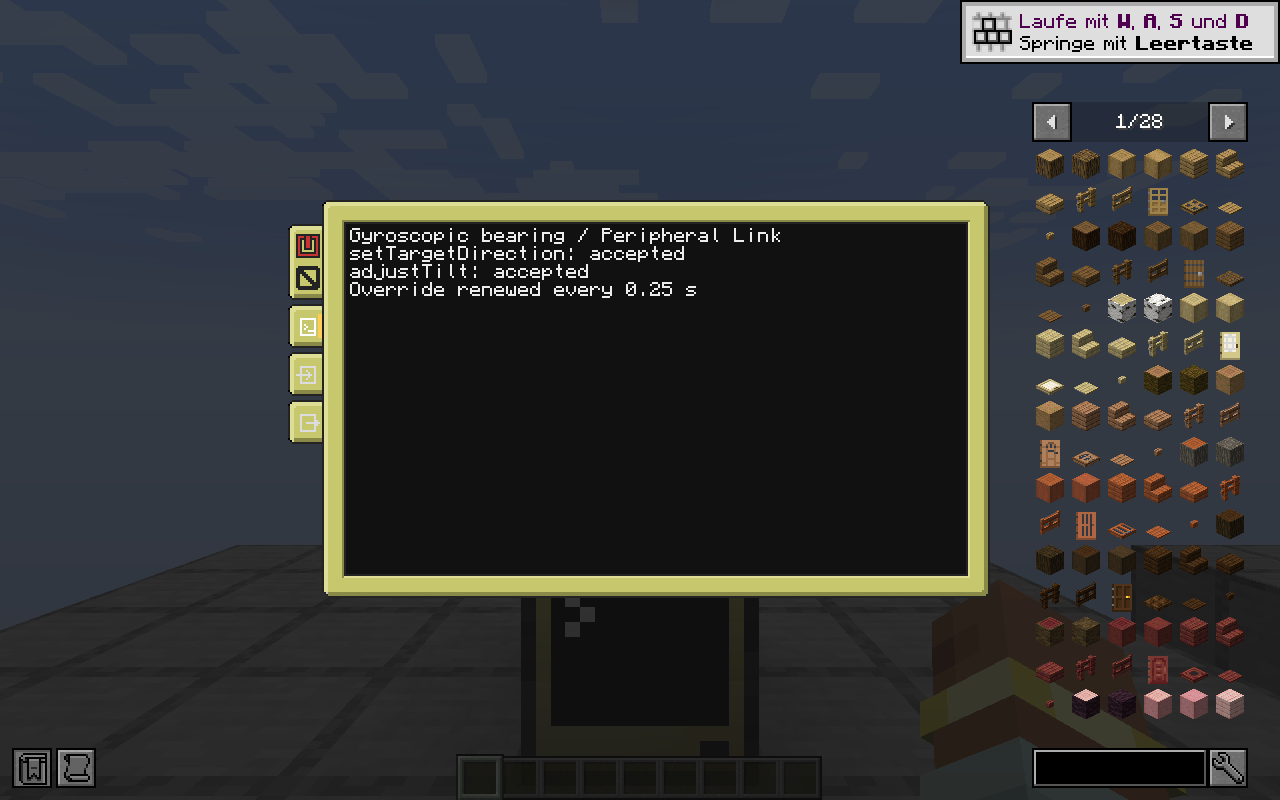 Laufe mit W, A, S und D
Springe mit Leertaste
1/28
Gyroscopic bearing / Peripheral Link
setTargetDirection: accepted
adjustTilt: accepted
Override renewed every 0.25 s